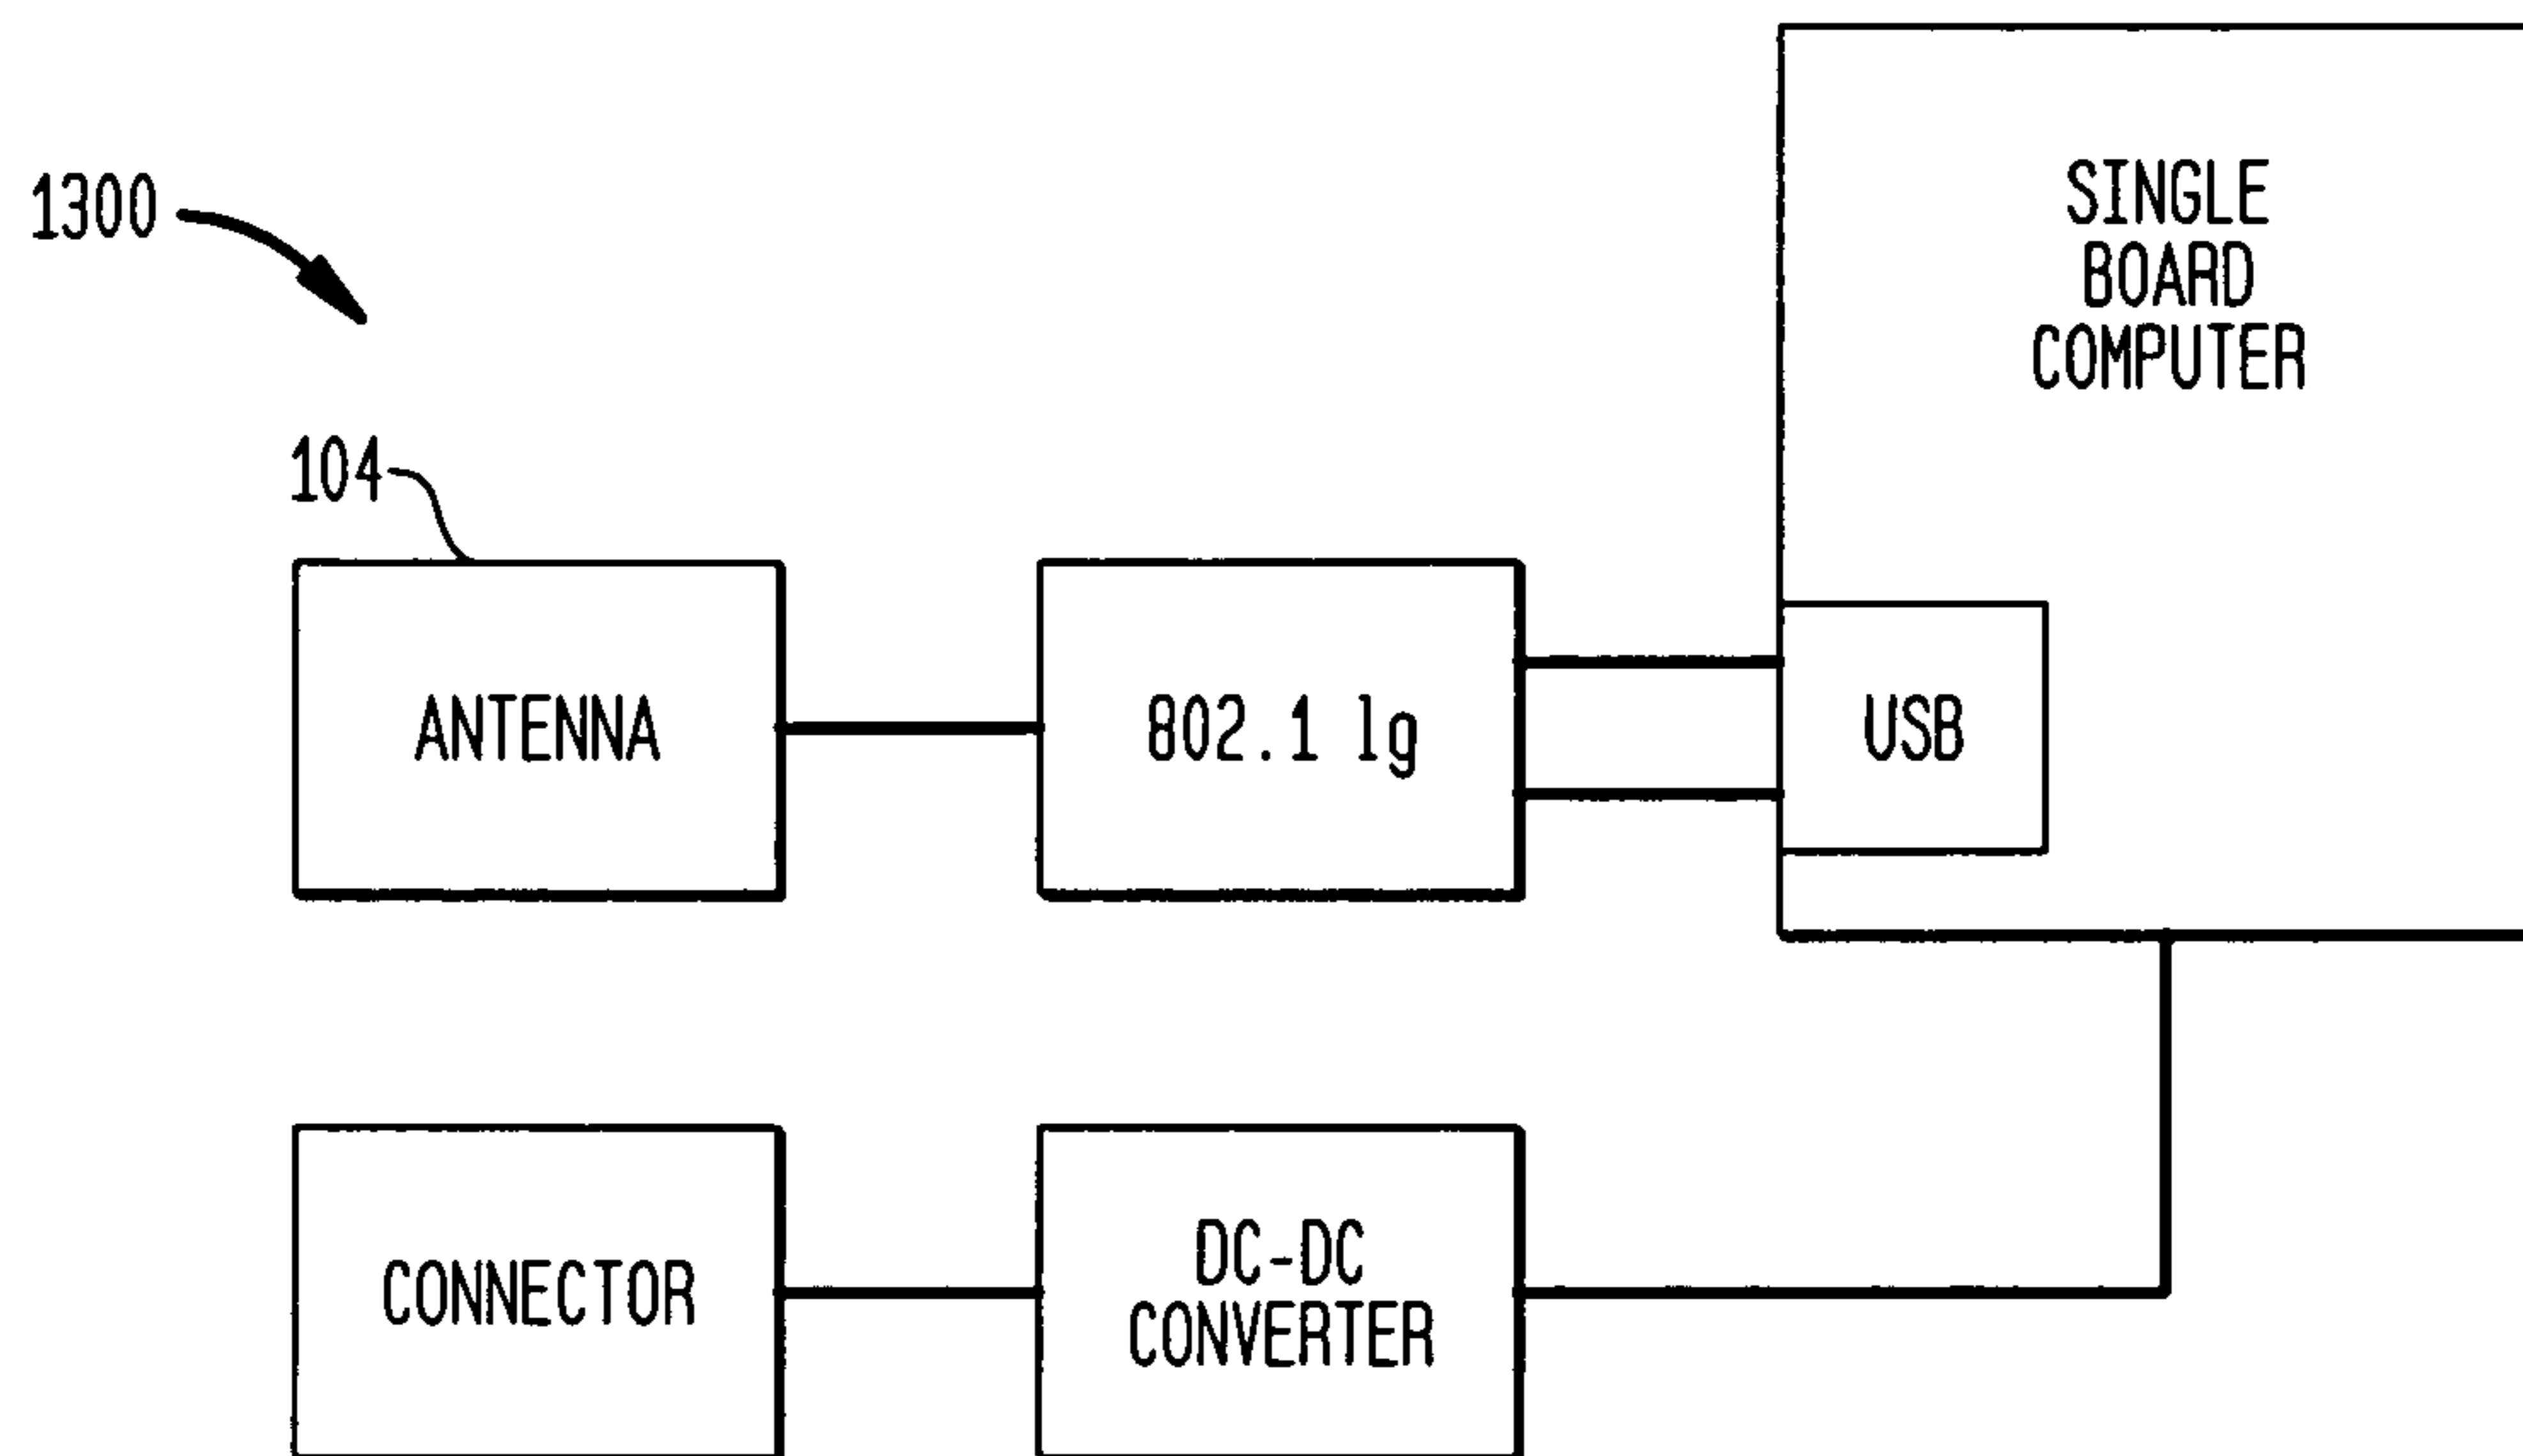 1300
SINGLE
BOARD
COMPUTER
104
ANTENNA
802.1 lg
USB
CONNECTOR
DC-DC
CONVERTER